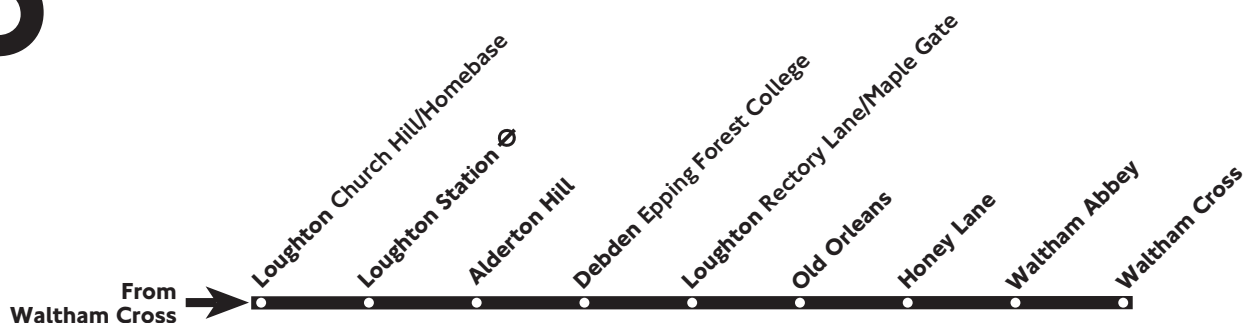 Loughton Church Hill/Homebase
Loughton Station
Alderton Hill
Debden Epping Forest College
Loughton Rectory Lane/Maple Gate
Old Orleans
Honey Lane
Waltham Abbey
Waltham Cross
From
Waltham Cross